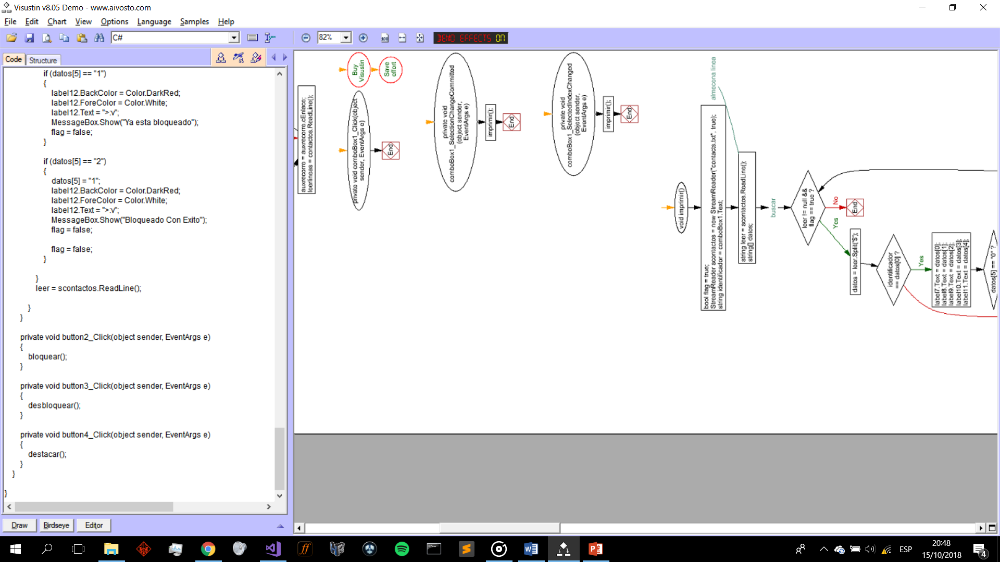 Visustin v8.05 Demo - www.aivosto.com
File Edit Chart View Options Language Samples Help
C#
82%
100
DEMO EFFECTS ON
Code
Structure
if (datos[5] == "1")
{
label12.BackColor = Color.DarkRed;
label12.ForeColor = Color.White;
label12.Text = ">:v";
MessageBox.Show("Ya esta bloqueado");
flag = false;
}
if (datos[5] == "2")
{
datos[5] = "1";
label12.BackColor = Color.DarkRed;
label12.ForeColor = Color.White;
label12.Text = ">:v";
MessageBox.Show("Bloqueado Con Exito");
flag = false;
flag = false;
}
}
leer = scontactos.ReadLine();
}
}
private void button2_Click(object sender, EventArgs e)
{
bloquear();
}
private void button3_Click(object sender, EventArgs e)
{
desbloquear();
}
private void button4_Click(object sender, EventArgs e)
{
destacar();
}
}
}
Draw
Birdseye
Editor
auxrecorre = auxrecorre.cEnlace;
leerlineas = contactos.ReadLine();
Buy
Visustin
Save
effort
private void comboBox1_Click(object
sender, EventArgs e)
End
private void
comboBox1_SelectionChangeCommitted
(object sender,
EventArgs e)
imprimir();
End
private void
comboBox1_SelectedIndexChanged
(object sender,
EventArgs e)
imprimir();
End
void imprimir()
bool flag = true;
StreamReader scontactos = new StreamReader("contacts.txt", true);
string identificador = comboBox1.Text;
almecena linea
string leer = scontactos.ReadLine();
string[] datos;
buscar
leer != null &&
flag == true ?
No
End
Yes
datos = leer.Split('$');
identificador
== datos[0] ?
Yes
label7.Text = datos[0];
label8.Text = datos[1];
label9.Text = datos[2];
label10.Text = datos[3];
label11.Text = datos[4];
datos[5] == "0" ?
ff
ESP
20:48
15/10/2018
4